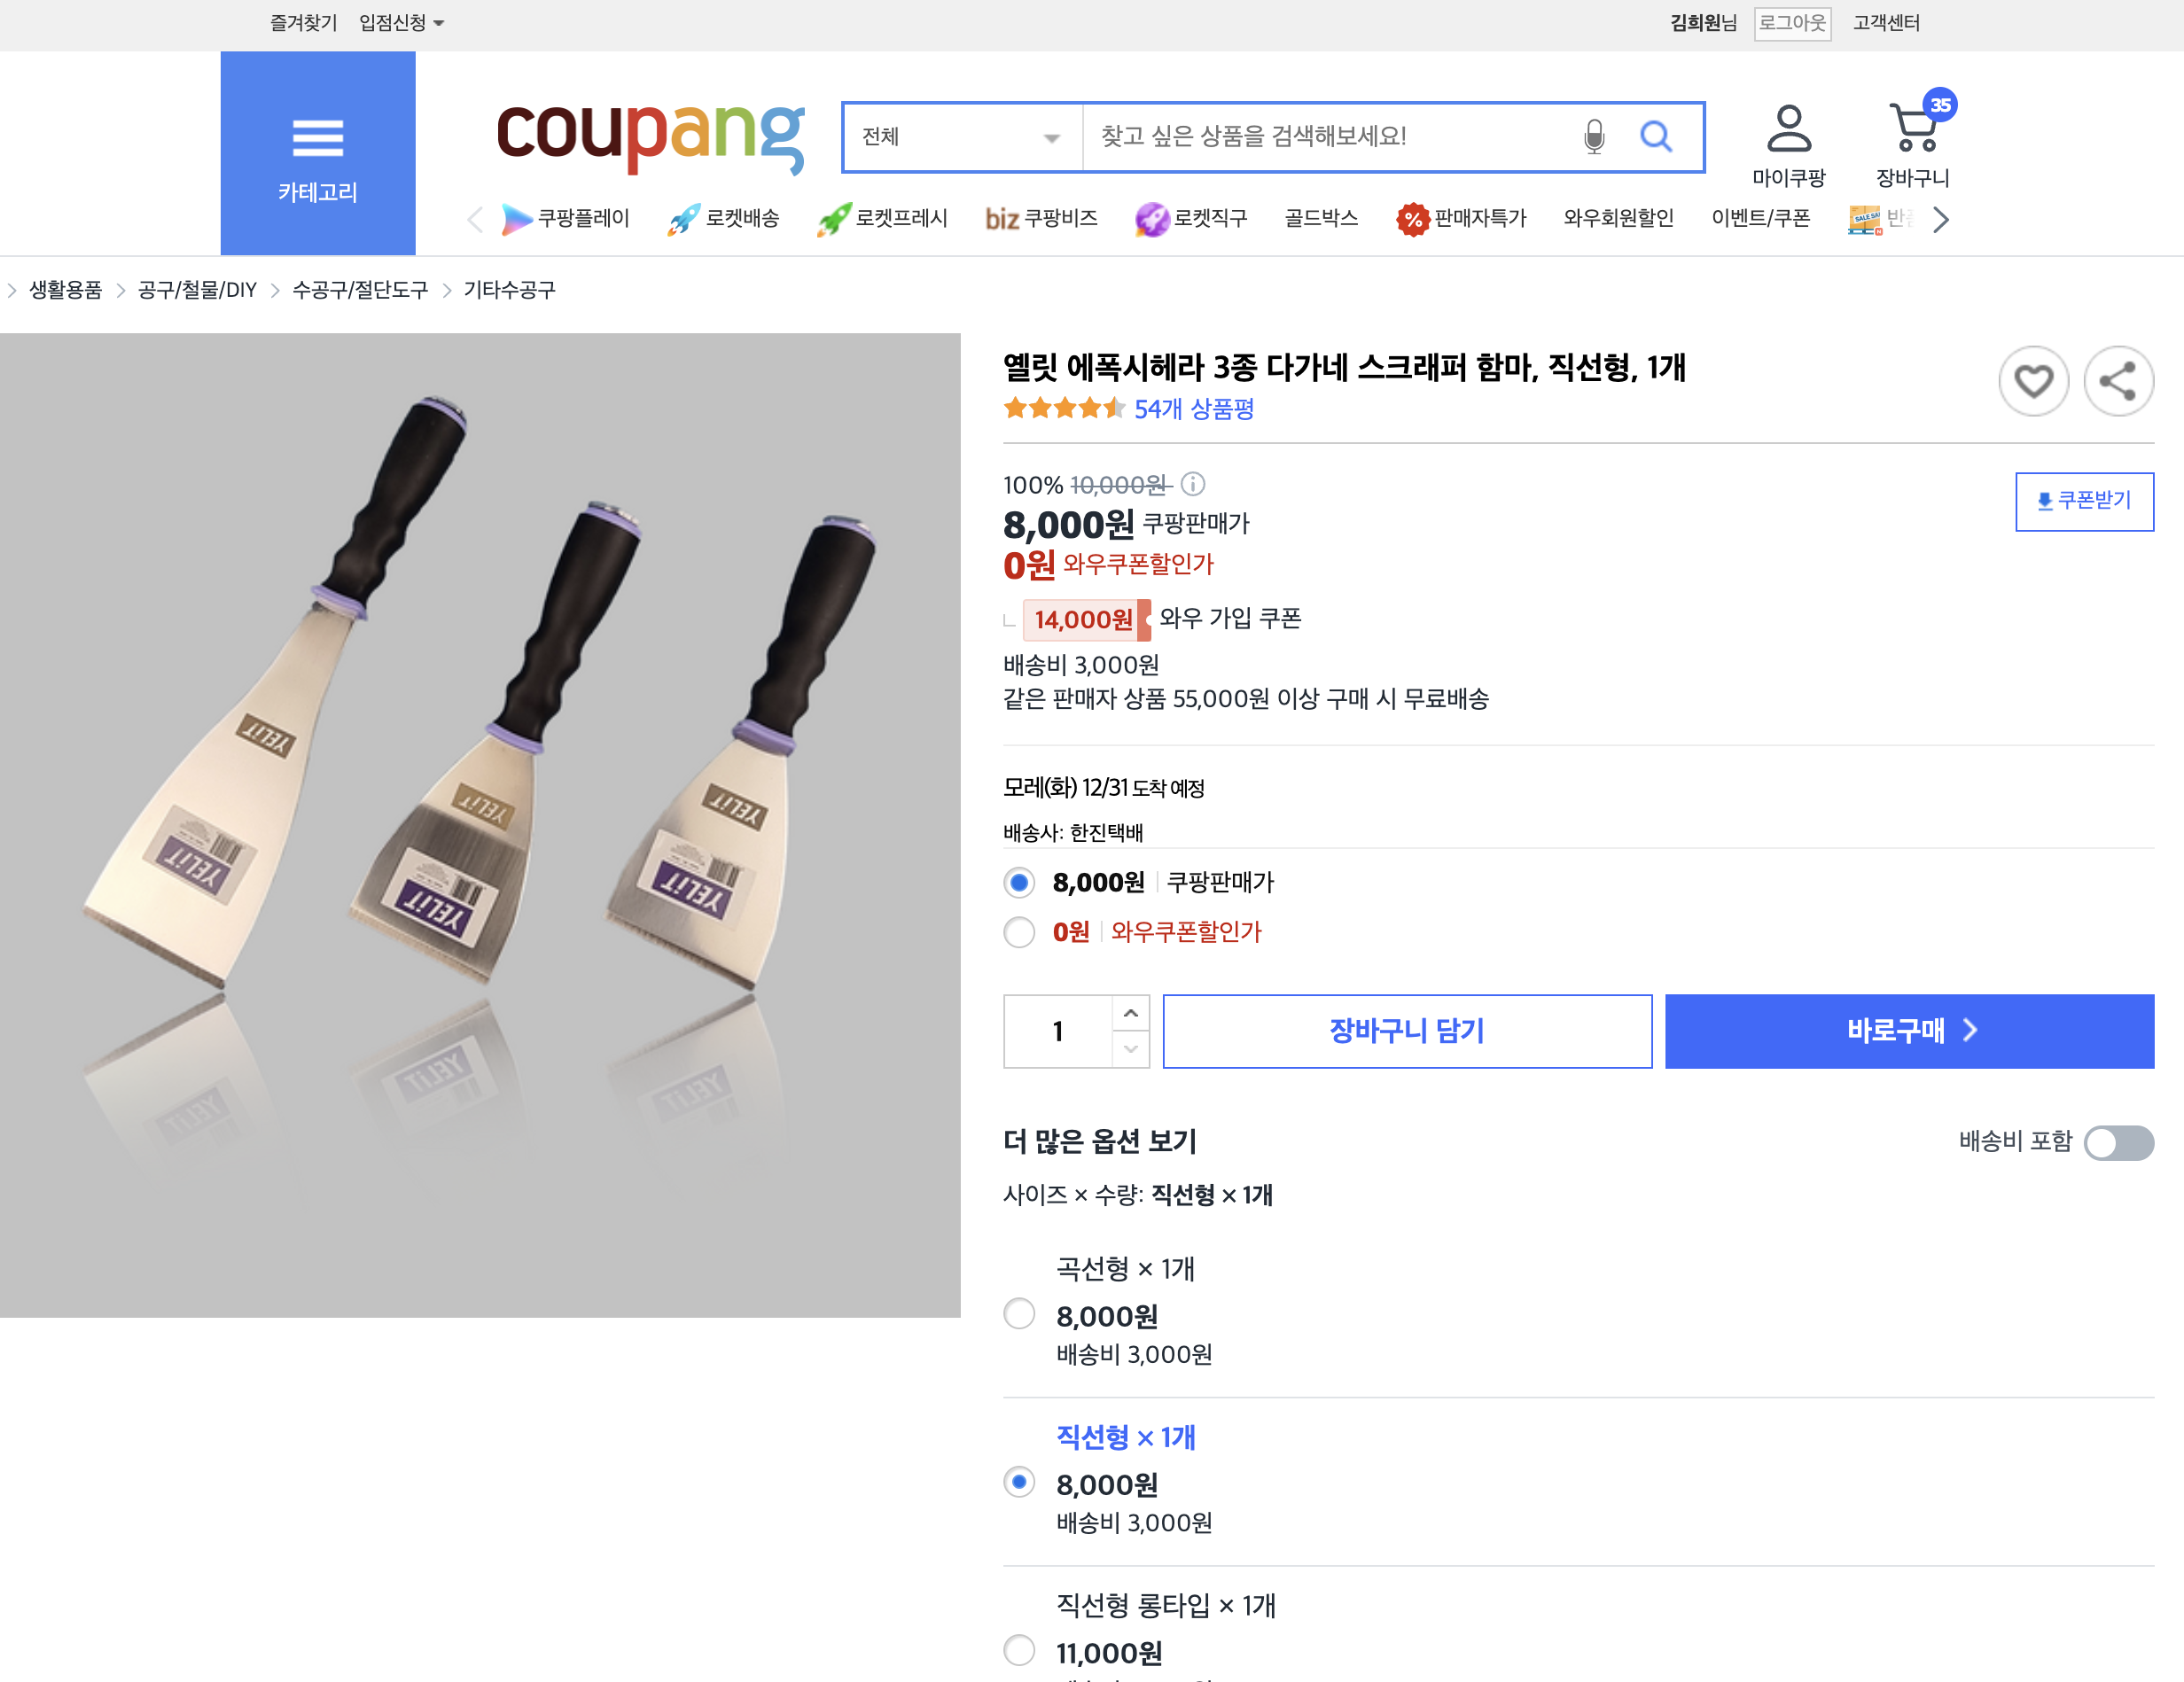 즐겨찾기 입점신청
김희원님 로그아웃 고객센터
카테고리
coupang
전체
찾고 싶은 상품을 검색해보세요!
마이쿠팡
35
장바구니
쿠팡플레이 로켓배송 로켓프레시 biz 쿠팡비즈 로켓직구 골드박스 % 판매자특가 와우회원할인 이벤트/쿠폰
생활용품 > 공구/철물/DIY > 수공구/절단도구 > 기타수공구
YELiT
YELiT
YELiT
YELiT
YELiT
YELiT
옐릿 에폭시헤라 3종 다가네 스크래퍼 함마, 직선형, 1개
54개 상품평
100% 10,000원
쿠폰받기
8,000원 쿠팡판매가
0원 와우쿠폰할인가
14,000원 와우 가입 쿠폰
배송비 3,000원
같은 판매자 상품 55,000원 이상 구매 시 무료배송
모레(화) 12/31 도착 예정
배송사: 한진택배
8,000원 쿠팡판매가
0원 와우쿠폰할인가
1
장바구니 담기
바로구매
더 많은 옵션 보기
배송비 포함
사이즈 × 수량: 직선형 × 1개
곡선형 × 1개
8,000원
배송비 3,000원
직선형 × 1개
8,000원
배송비 3,000원
직선형 롱타입 × 1개
11,000원